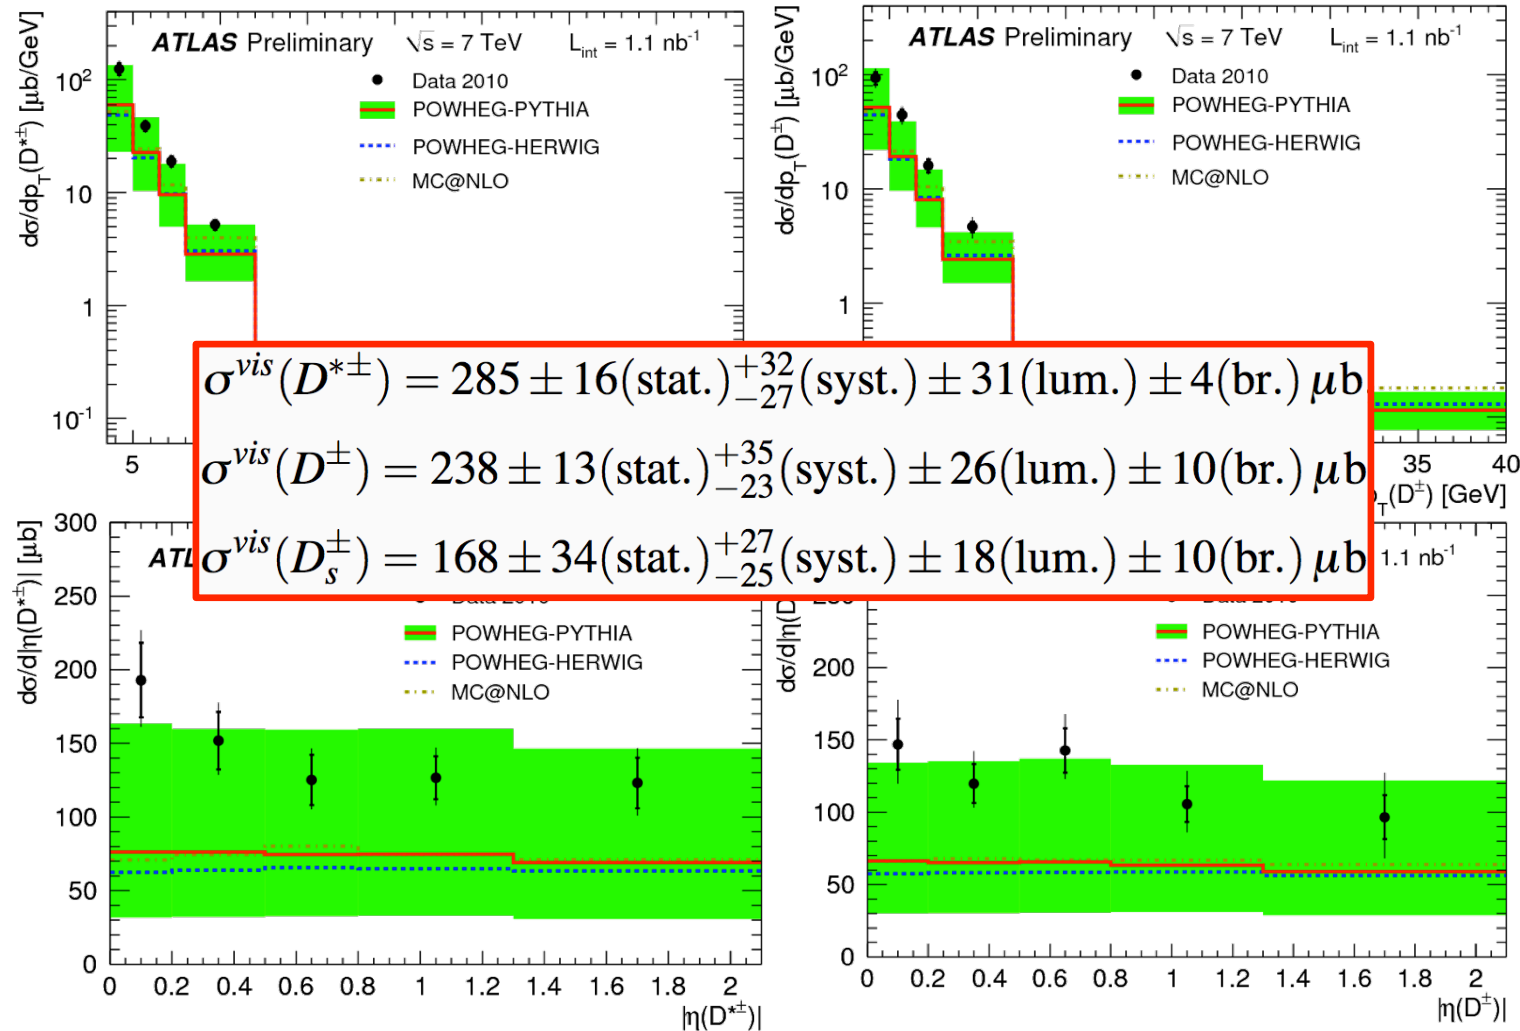 ATLAS Preliminary √s = 7 TeV L_int = 1.1 nb⁻¹
Data 2010
POWHEG-PYTHIA
POWHEG-HERWIG
MC@NLO
dσ/dp_T(D*±) [μb/GeV]
10²
10
1
10⁻¹
5
ATLAS Preliminary √s = 7 TeV L_int = 1.1 nb⁻¹
Data 2010
POWHEG-PYTHIA
POWHEG-HERWIG
MC@NLO
dσ/dp_T(D±) [μb/GeV]
10²
10
1
35 40
p_T(D±) [GeV]
σ^vis(D*±) = 285 ± 16(stat.)+32−27(syst.) ± 31(lum.) ± 4(br.) μb
σ^vis(D±) = 238 ± 13(stat.)+35−23(syst.) ± 26(lum.) ± 10(br.) μb
σ^vis(D_s±) = 168 ± 34(stat.)+27−25(syst.) ± 18(lum.) ± 10(br.) μb
ATL
POWHEG-PYTHIA
POWHEG-HERWIG
MC@NLO
dσ/d|η(D*±)| [μb]
300
250
200
150
100
50
0
0 0.2 0.4 0.6 0.8 1 1.2 1.4 1.6 1.8 2
|η(D*±)|
1.1 nb⁻¹
POWHEG-PYTHIA
POWHEG-HERWIG
MC@NLO
dσ/d|η(D
200
150
100
50
0
0 0.2 0.4 0.6 0.8 1 1.2 1.4 1.6 1.8 2
|η(D±)|